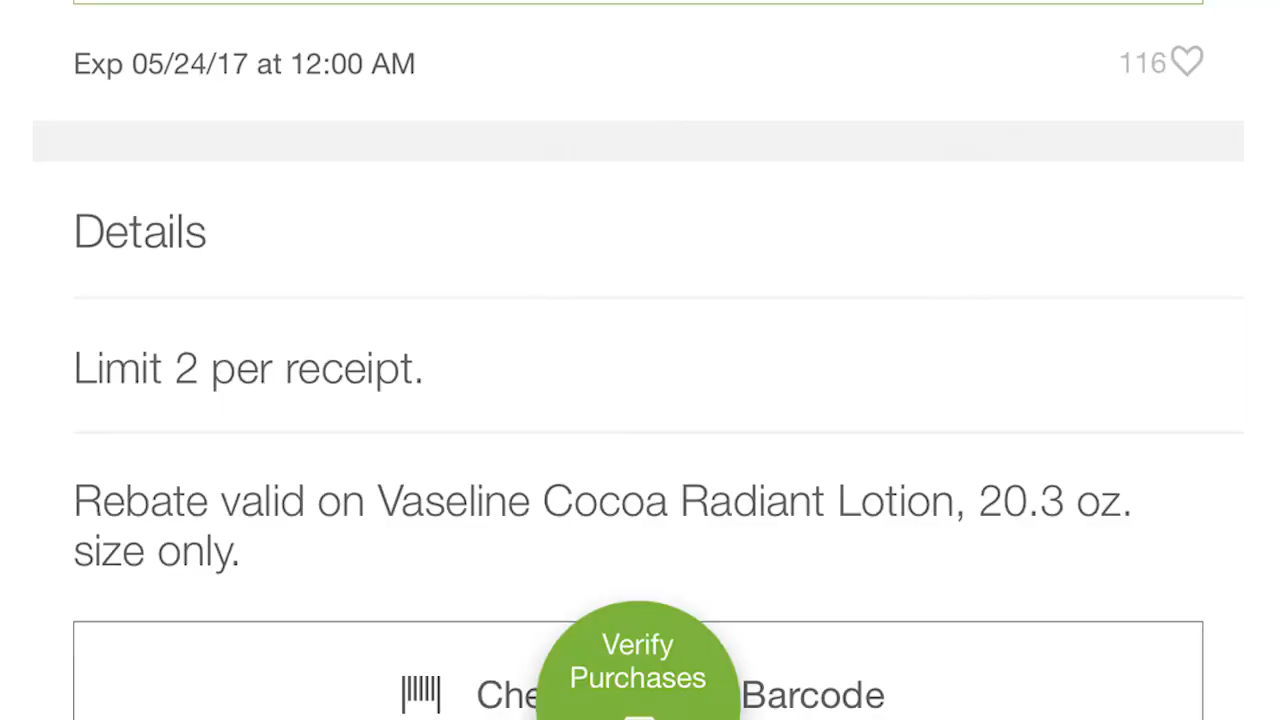 Exp 05/24/17 at 12:00 AM
116
Details
Limit 2 per receipt.
Rebate valid on Vaseline Cocoa Radiant Lotion, 20.3 oz.
size only.
Verify
Purchases
Barcode